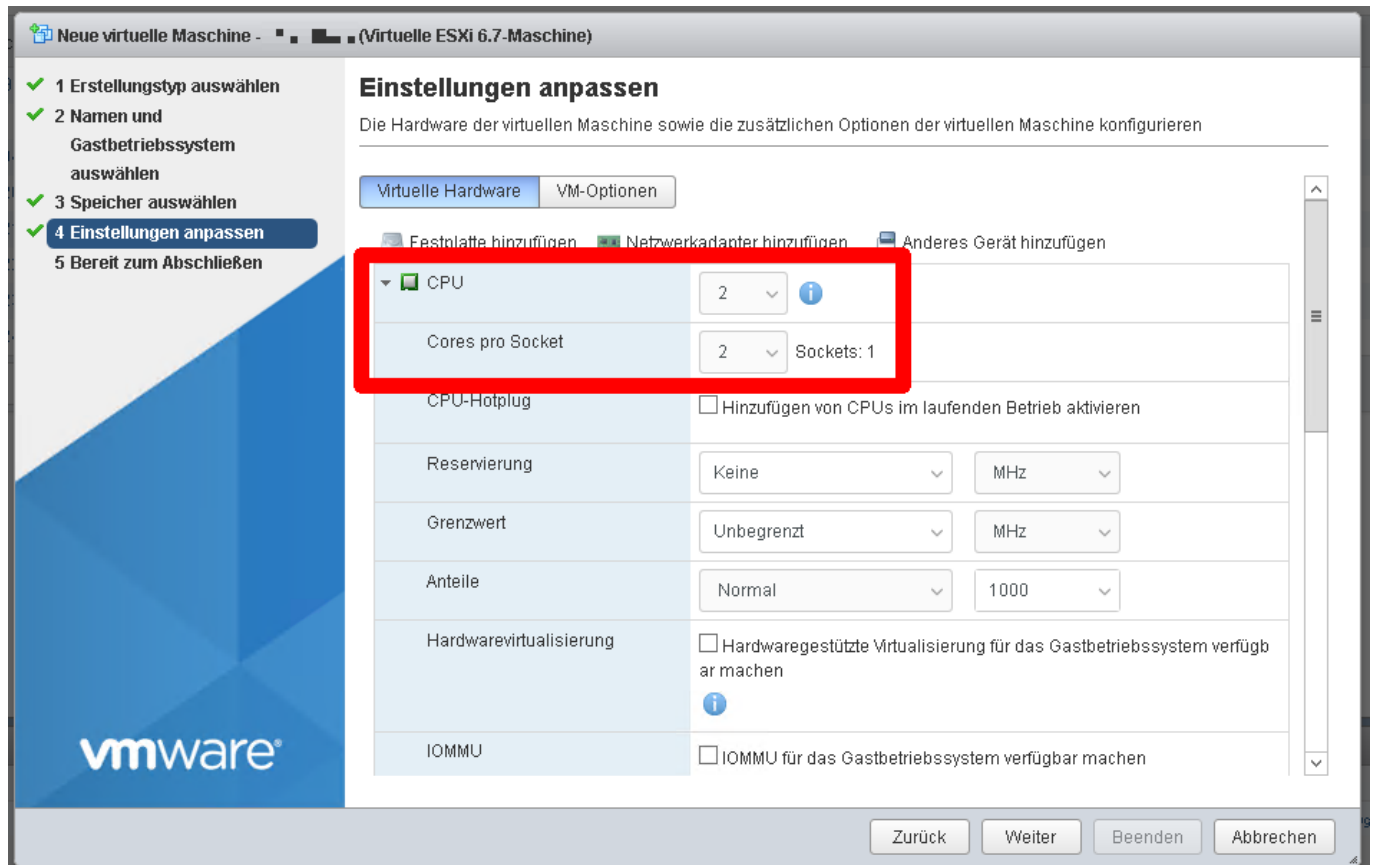 Neue virtuelle Maschine - (Virtuelle ESXi 6.7-Maschine)
1 Erstellungstyp auswählen
2 Namen und
Gastbetriebssystem
auswählen
3 Speicher auswählen
4 Einstellungen anpassen
5 Bereit zum Abschließen
Einstellungen anpassen
Die Hardware der virtuellen Maschine sowie die zusätzlichen Optionen der virtuellen Maschine konfigurieren
Virtuelle Hardware VM-Optionen
Festplatte hinzufügen Netzwerkadapter hinzufügen Anderes Gerät hinzufügen
CPU 2
Cores pro Socket 2 Sockets: 1
CPU-Hotplug Hinzufügen von CPUs im laufenden Betrieb aktivieren
Reservierung Keine MHz
Grenzwert Unbegrenzt MHz
Anteile Normal 1000
Hardwarevirtualisierung Hardwaregestützte Virtualisierung für das Gastbetriebssystem verfügb
ar machen
IOMMU IOMMU für das Gastbetriebssystem verfügbar machen
vmware®
Zurück Weiter Beenden Abbrechen